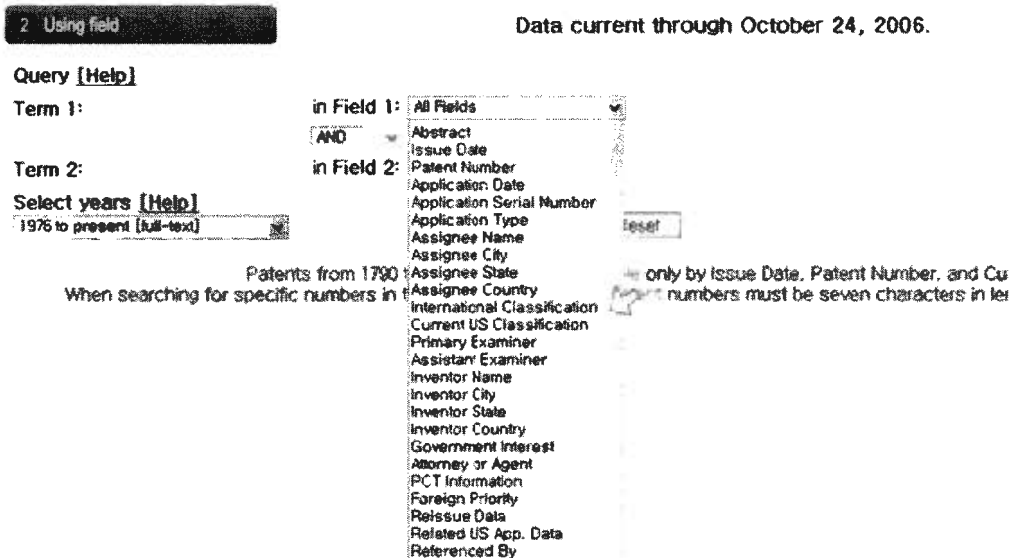 2 Using field
Data current through October 24, 2006.
Query [Help]
Term 1:
in Field 1: All Fields
AND
Term 2:
in Field 2:
Select years [Help]
1976 to present [full-text]
Abstract
Issue Date
Patent Number
Application Date
Application Serial Number
Application Type
Assignee Name
Assignee City
Assignee State
Assignee Country
International Classification
Current US Classification
Primary Examiner
Assistant Examiner
Inventor Name
Inventor City
Inventor State
Inventor Country
Government Interest
Attorney or Agent
PCT Information
Foreign Priority
Reissue Data
Related US App. Data
Referenced By
Reset
Patents from 1790 t only by Issue Date, Patent Number, and Cu
When searching for specific numbers in t numbers must be seven characters in le